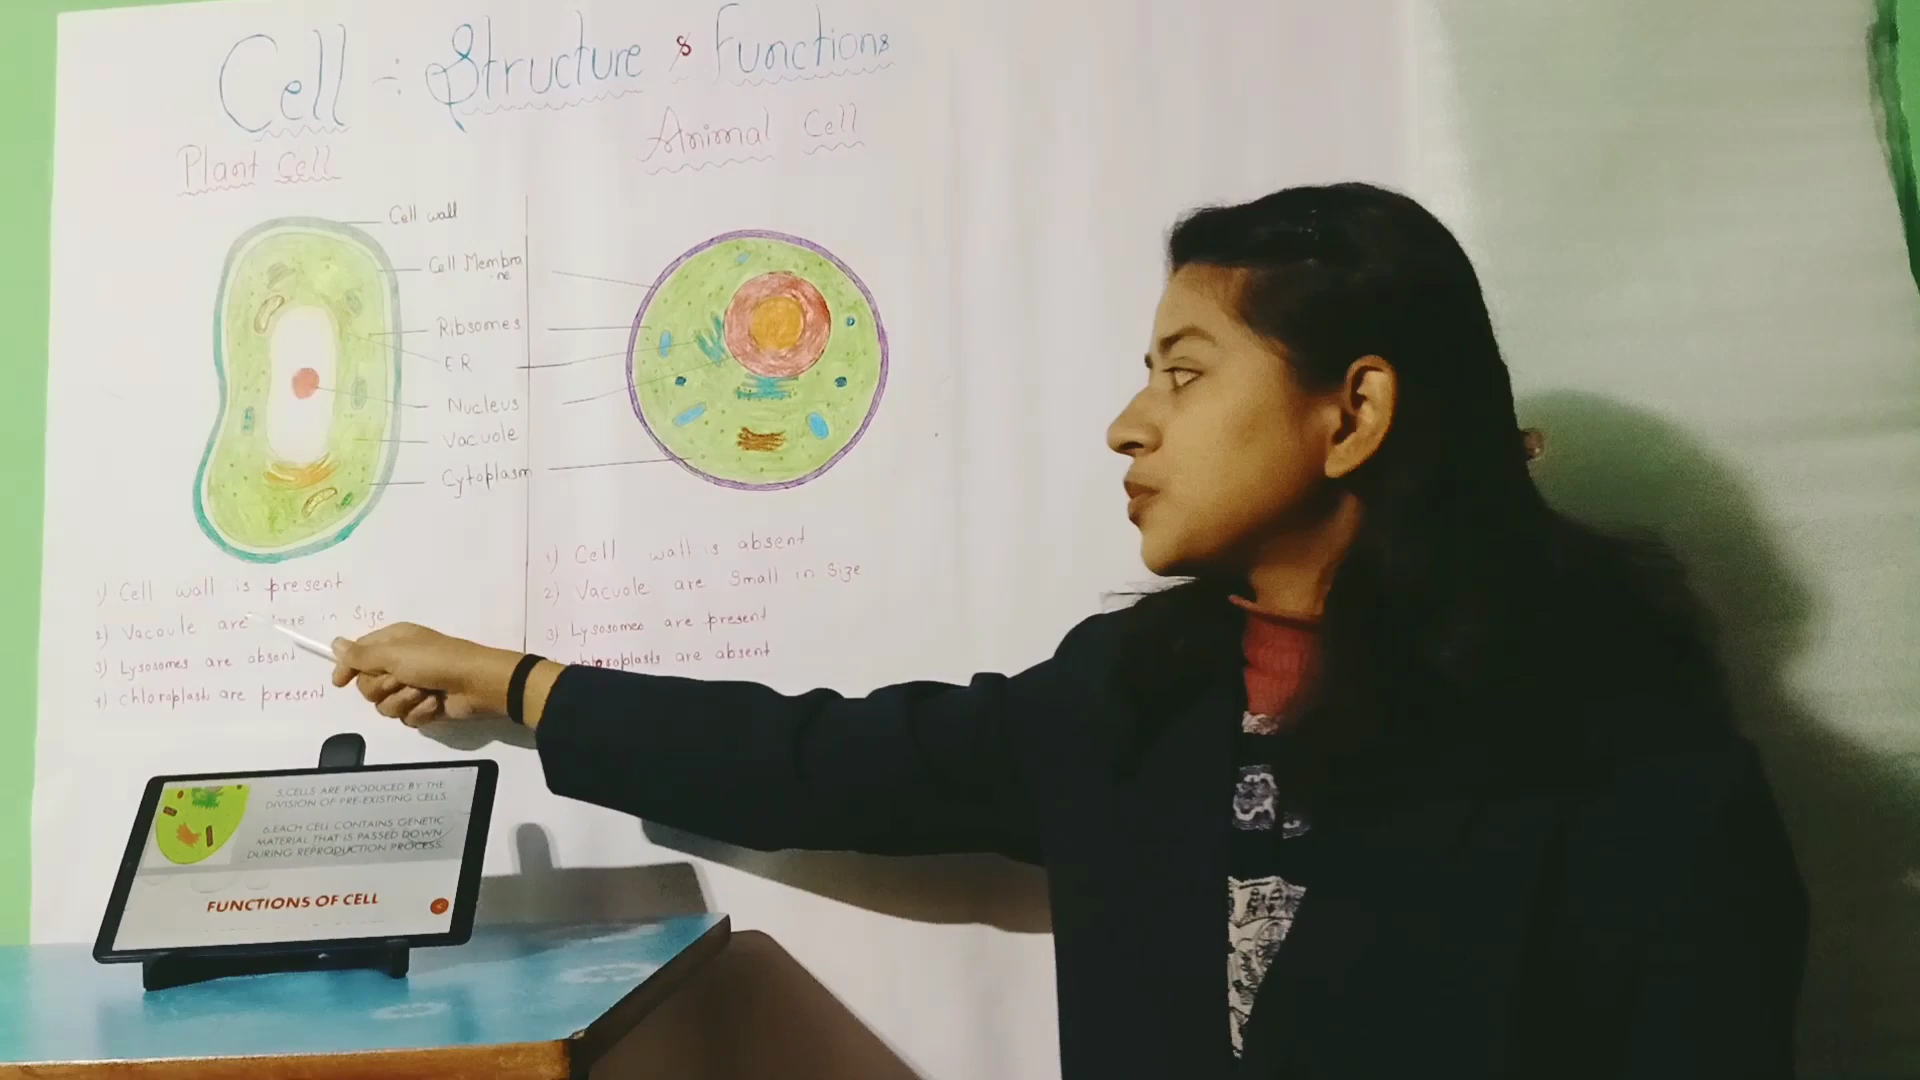 Cell ÷ Structure & Functions
Plant Cell
Animal Cell
Cell wall
Cell Membra
-ne
Ribsomes
ER
Nucleus
Vacuole
Cytoplasm
1) Cell wall is present
2) Vacoule are large in Size
3) Lysosomes are absent
4) Chloroplasts are present
1) Cell wall is absent
2) Vacuole are Small in Size
3) Lysosomes are present
chloroplasts are absent
5.CELLS ARE PRODUCED BY THE
DIVISION OF PRE-EXISTING CELLS.
6.EACH CELL CONTAINS GENETIC
MATERIAL THAT IS PASSED DOWN
DURING REPRODUCTION PROCESS.
FUNCTIONS OF CELL